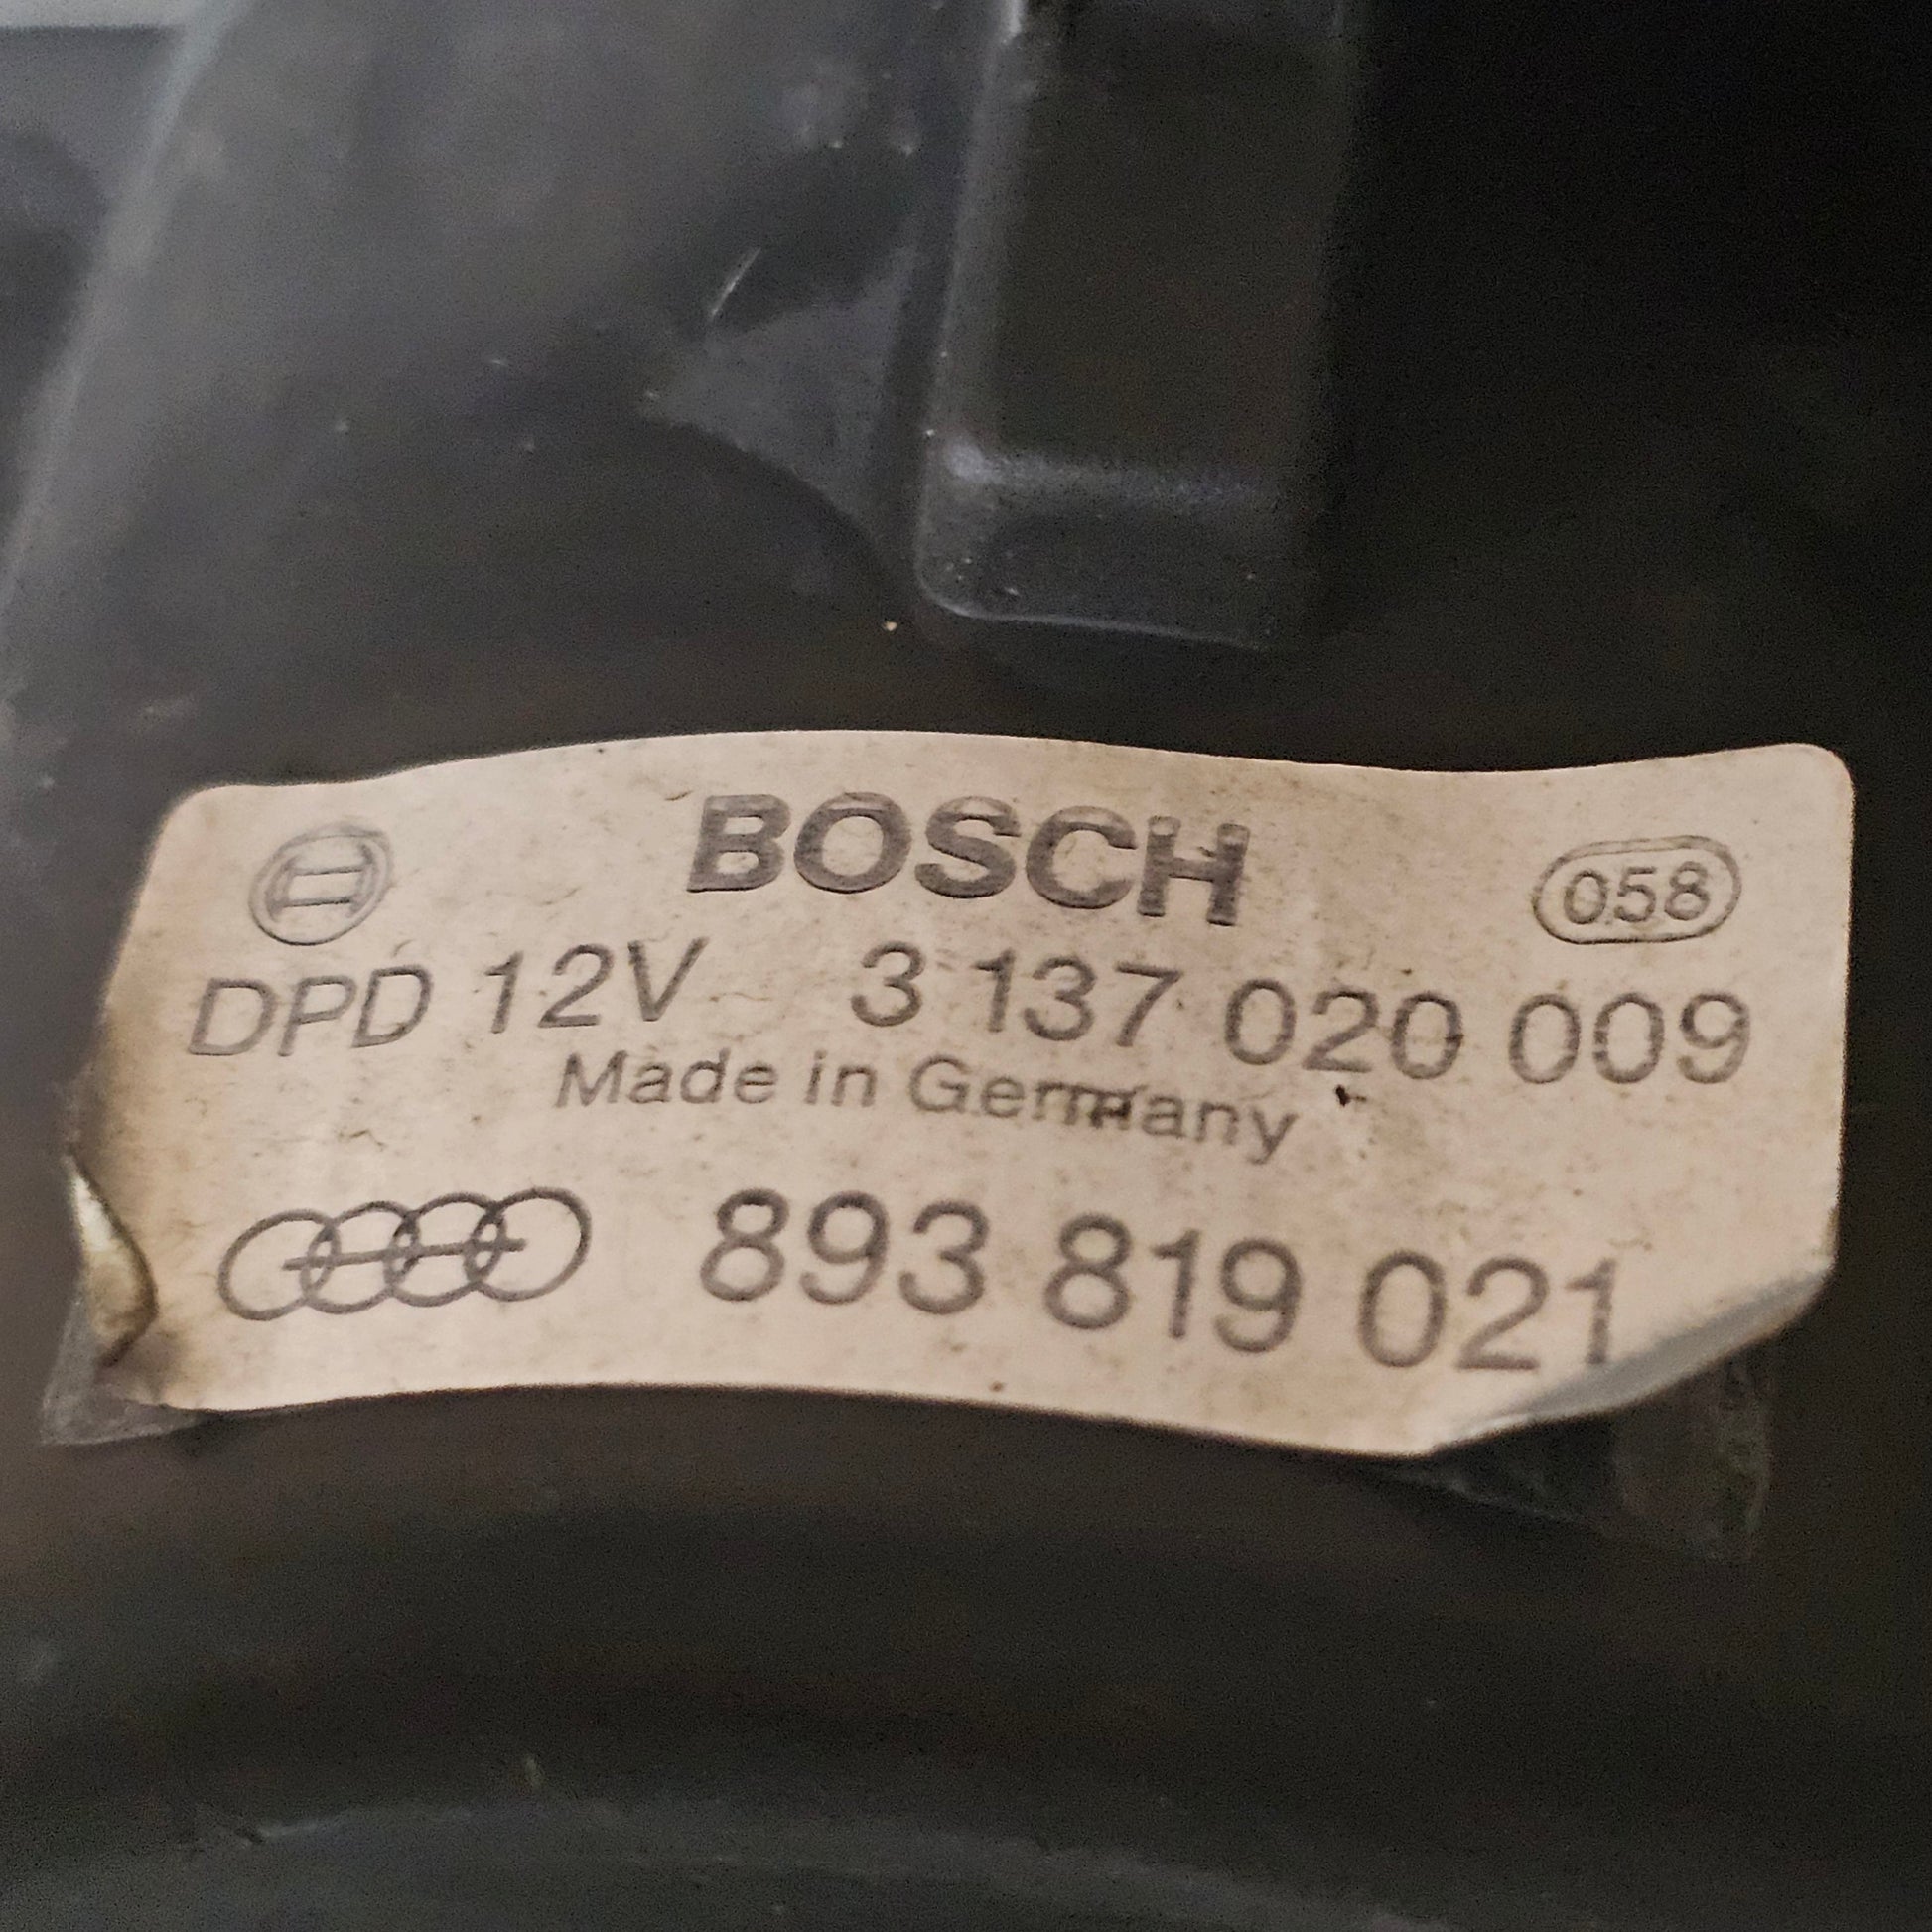 BOSCH
058
DPD 12V 3 137 020 009
Made in Germany
893 819 021